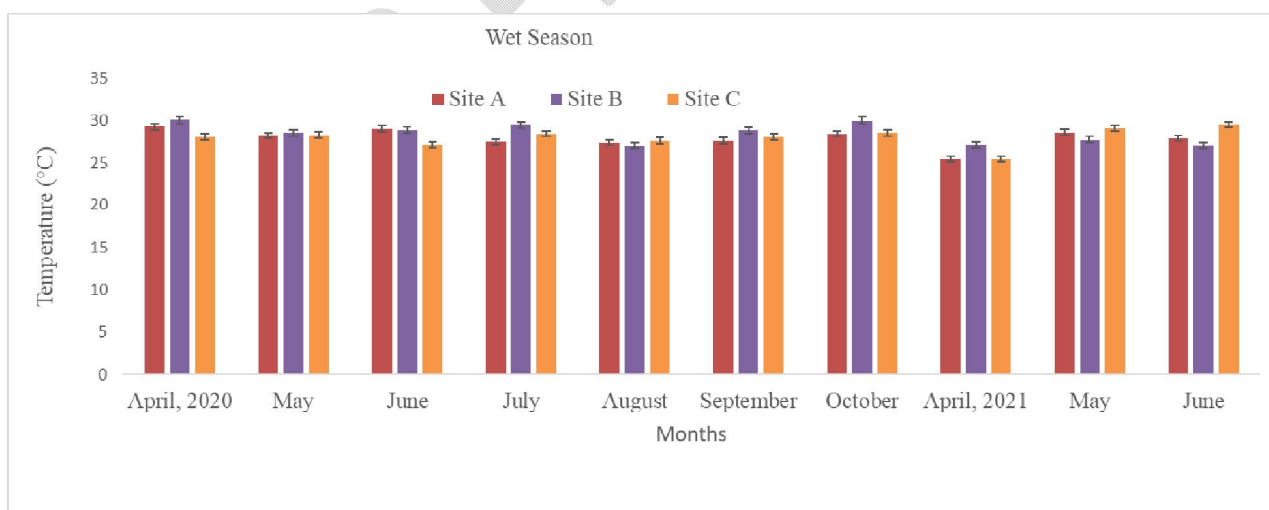 Wet Season
35
Site A Site B Site C
30
25
20
15
10
5
0
Temperature (°C)
April, 2020 May June July August September October April, 2021 May June
Months